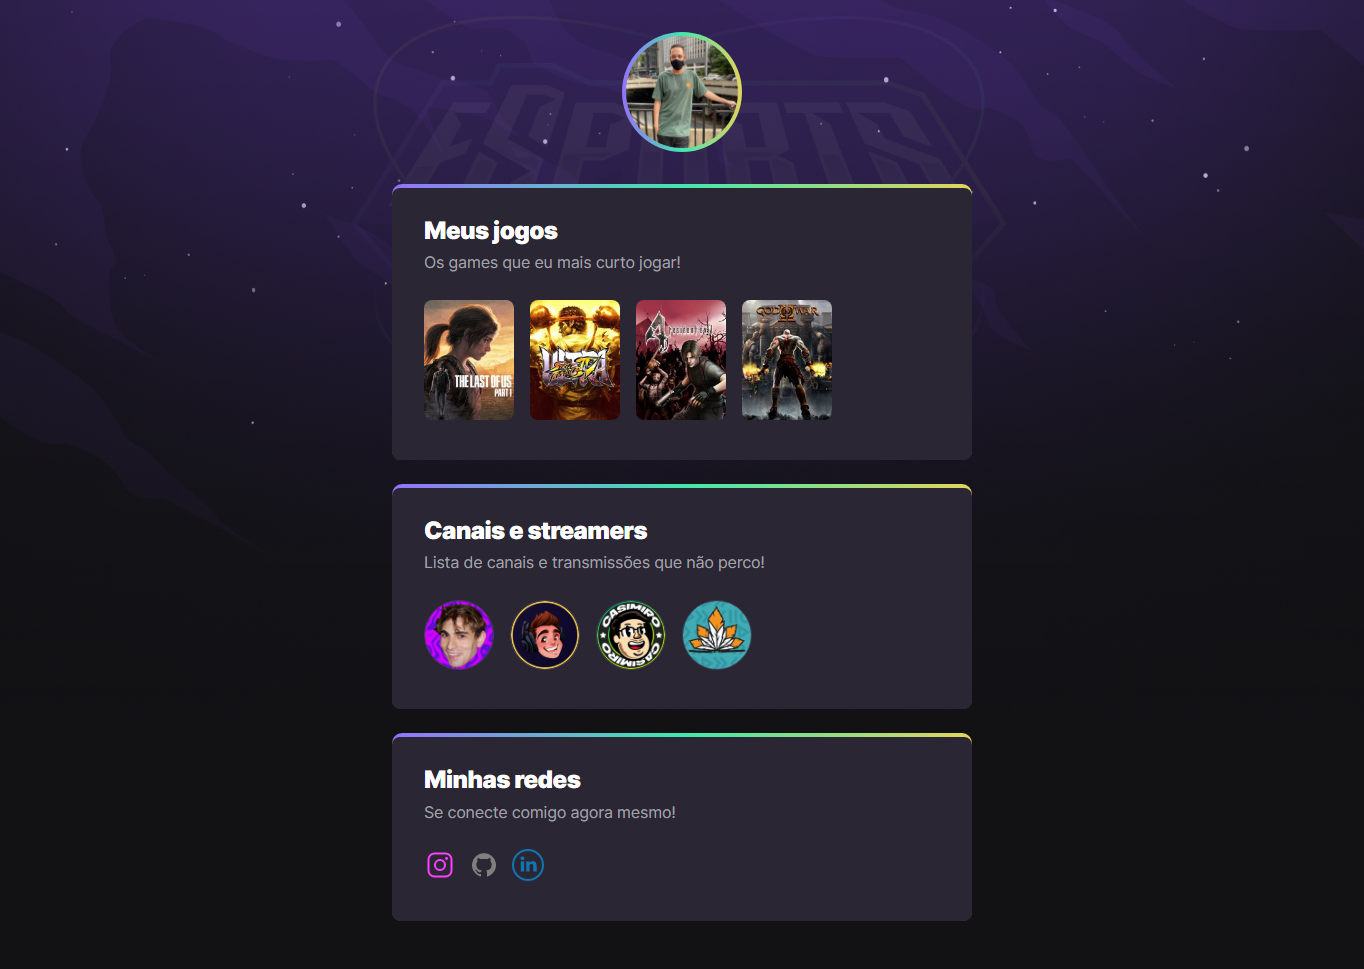 ESPORTS
Meus jogos
Os games que eu mais curto jogar!
THE LAST OF US
PART I
ULTRA
IV
4
resident evil
GOD OF WAR
II
Canais e streamers
Lista de canais e transmissões que não perco!
CASIMIRO
CASIMIRO
Minhas redes
Se conecte comigo agora mesmo!
in